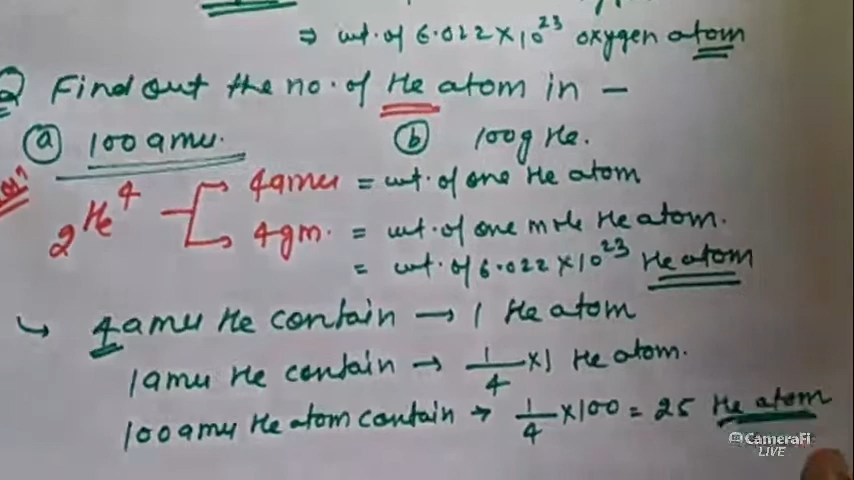 ⇒ wt. of 6.022×10²³ oxygen atom
Q Find out the no. of He atom in –
(a) 100 amu. (b) 100g He.
₂He⁴ → 4amu = wt. of one He atom
→ 4gm. = wt. of one mole He atom.
= wt. of 6.022×10²³ He atom
↳ 4amu He contain → 1 He atom
1amu He contain → 1/4 ×1 He atom.
100amu He atom contain → 1/4 ×100 = 25 He atom
CameraFi
LIVE